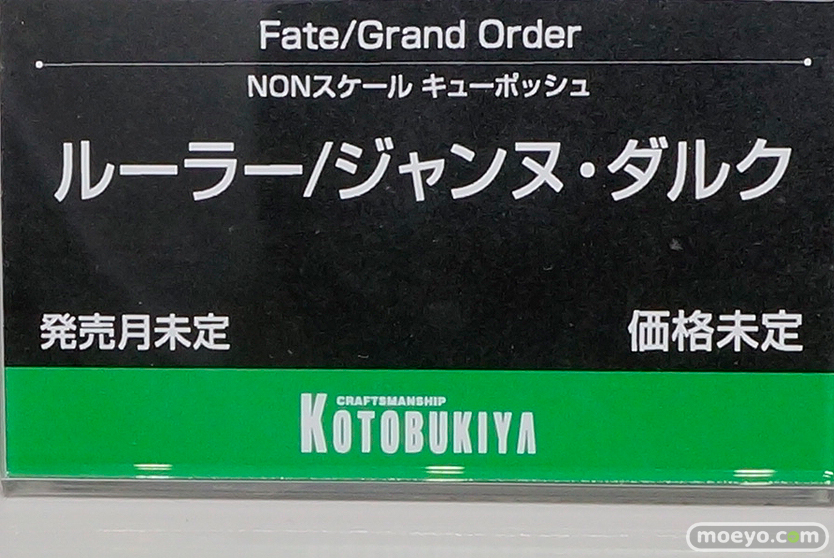 Fate/Grand Order
NONスケール キューポッシュ
ルーラー/ジャンヌ・ダルク
発売月未定
価格未定
CRAFTSMANSHIP
KOTOBUKIYA
moeyo.com